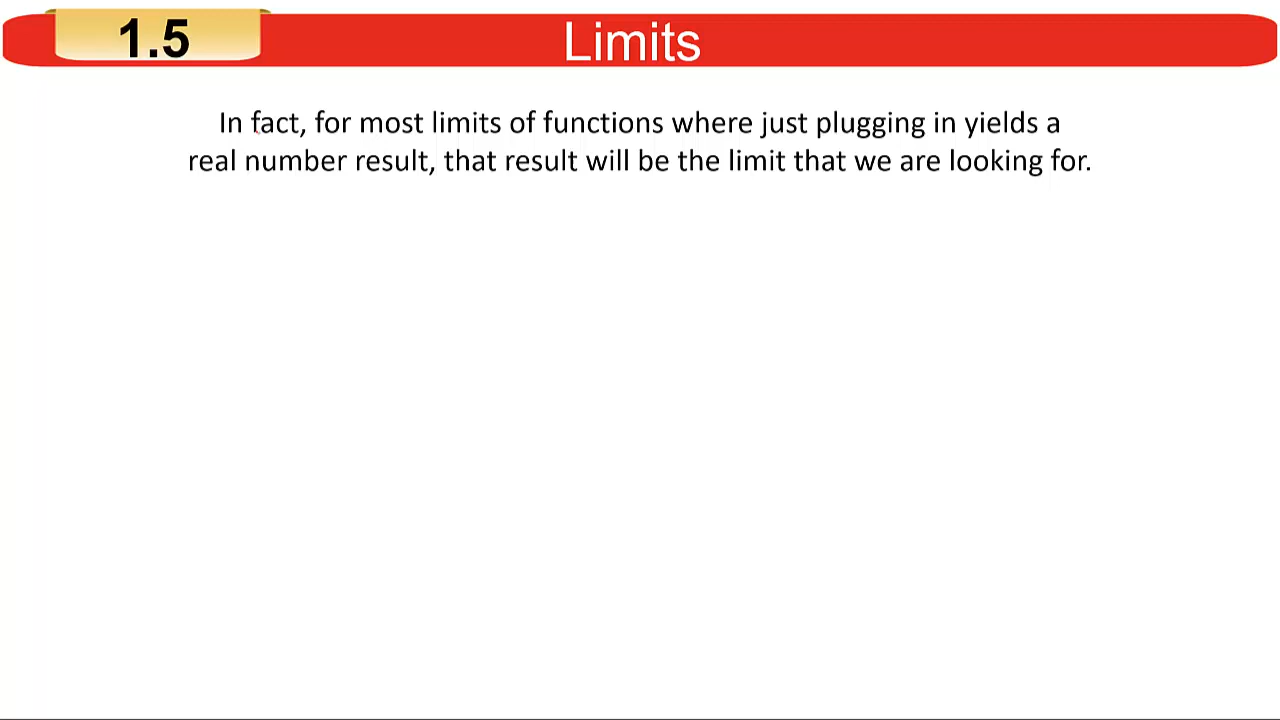 1.5
Limits
In fact, for most limits of functions where just plugging in yields a
real number result, that result will be the limit that we are looking for.